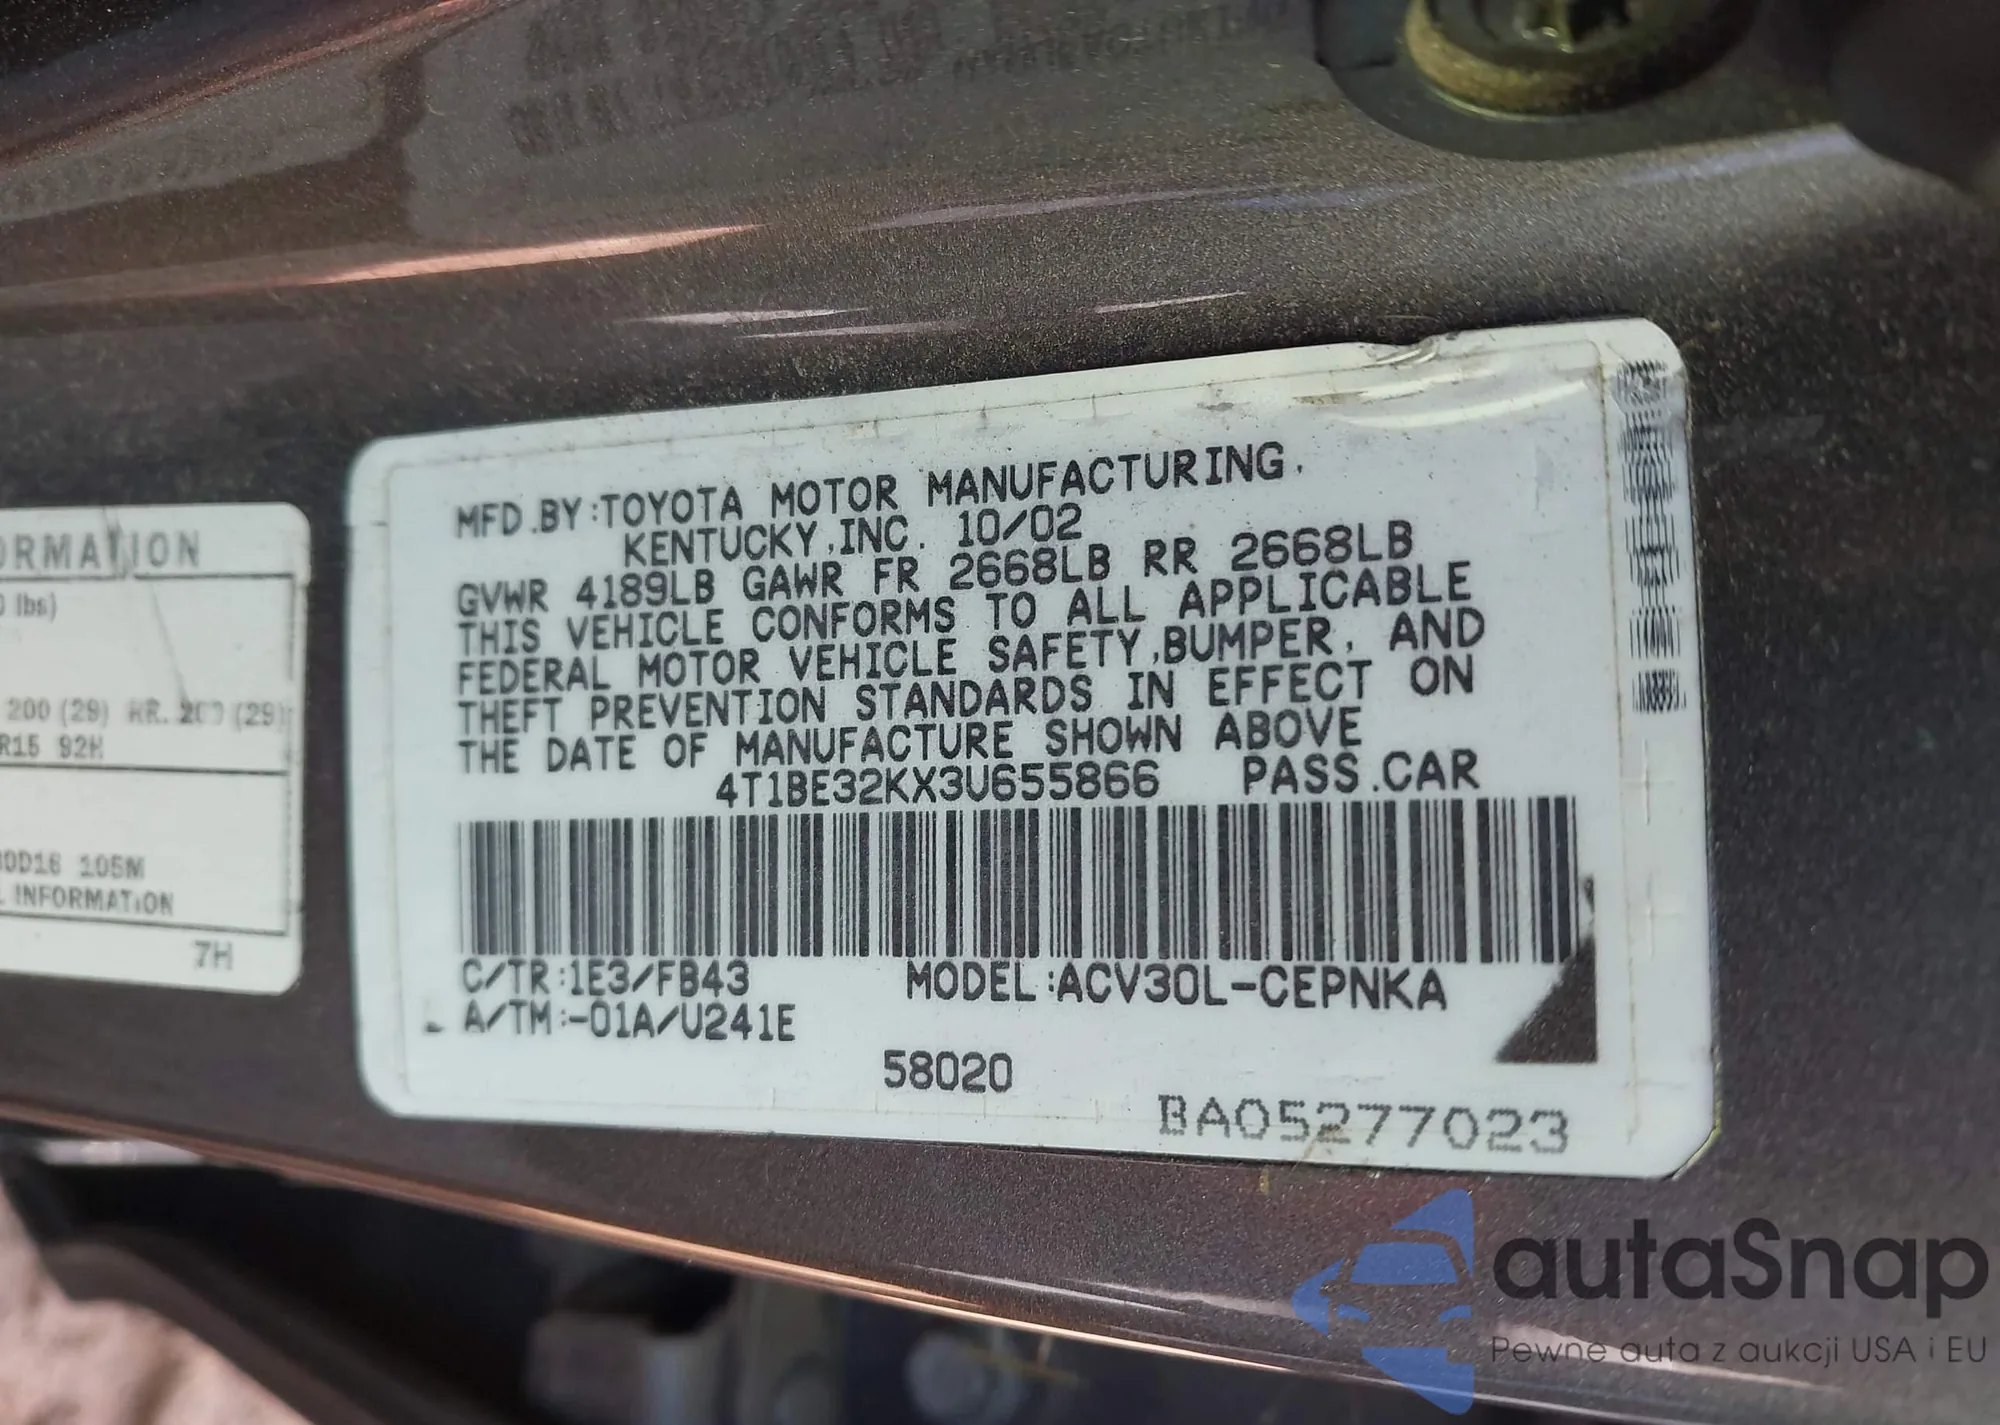 ORMATION
0 lbs)
200 (29) RR. 200 (29)
R15 92H
0D16 105M
L INFORMATION
7H
MFD.BY:TOYOTA MOTOR MANUFACTURING.
KENTUCKY,INC. 10/02
GVWR 4189LB GAWR FR 2668LB RR 2668LB
THIS VEHICLE CONFORMS TO ALL APPLICABLE
FEDERAL MOTOR VEHICLE SAFETY,BUMPER, AND
THEFT PREVENTION STANDARDS IN EFFECT ON
THE DATE OF MANUFACTURE SHOWN ABOVE
4T1BE32KX3U655866 PASS.CAR
C/TR:1E3/FB43 MODEL:ACV30L-CEPNKA
A/TM:-01A/U241E
58020
BA05277023
autaSnap
Pewne auta z aukcji USA i EU